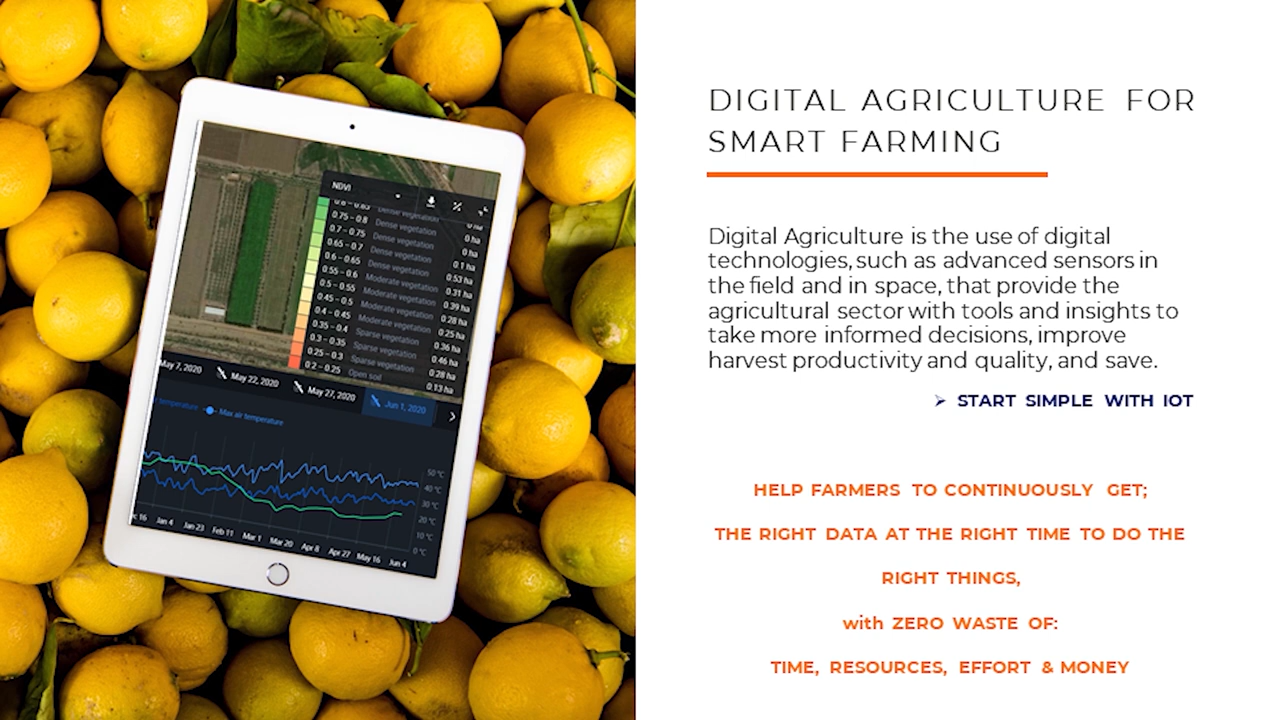 DIGITAL AGRICULTURE FOR
SMART FARMING
Digital Agriculture is the use of digital
technologies, such as advanced sensors in
the field and in space, that provide the
agricultural sector with tools and insights to
take more informed decisions, improve
harvest productivity and quality, and save.
➢ START SIMPLE WITH IOT
HELP FARMERS TO CONTINUOUSLY GET;
THE RIGHT DATA AT THE RIGHT TIME TO DO THE
RIGHT THINGS,
with ZERO WASTE OF:
TIME, RESOURCES, EFFORT & MONEY
NDVI
0.8 – 0.85 Dense vegetation 0 ha
0.75 – 0.8 Dense vegetation 0 ha
0.7 – 0.75 Dense vegetation 0 ha
0.65 – 0.7 Dense vegetation 0.1 ha
0.6 – 0.65 Dense vegetation 0.53 ha
0.55 – 0.6 Moderate vegetation 0.31 ha
0.5 – 0.55 Moderate vegetation 0.39 ha
0.45 – 0.5 Moderate vegetation 0.28 ha
0.4 – 0.45 Moderate vegetation 0.25 ha
0.35 – 0.4 Sparse vegetation 0.36 ha
0.3 – 0.35 Sparse vegetation 0.46 ha
0.25 – 0.3 Sparse vegetation 0.28 ha
0.2 – 0.25 Open soil 0.13 ha
May 7, 2020 May 22, 2020 May 27, 2020 Jun 1, 2020
temperature Max air temperature
50 °C
40 °C
30 °C
20 °C
10 °C
0 °C
16 Jan 4 Jan 23 Feb 11 Mar 1 Mar 20 Apr 8 Apr 27 May 16 Jun 4